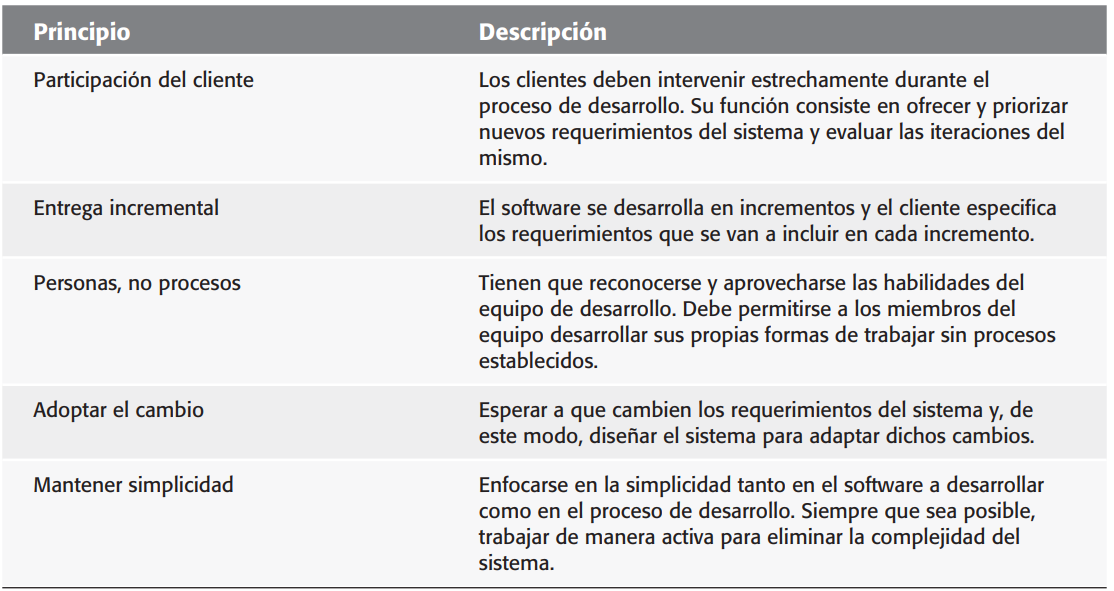 Principio Descripción
Participación del cliente Los clientes deben intervenir estrechamente durante el
proceso de desarrollo. Su función consiste en ofrecer y priorizar
nuevos requerimientos del sistema y evaluar las iteraciones del
mismo.
Entrega incremental El software se desarrolla en incrementos y el cliente especifica
los requerimientos que se van a incluir en cada incremento.
Personas, no procesos Tienen que reconocerse y aprovecharse las habilidades del
equipo de desarrollo. Debe permitirse a los miembros del
equipo desarrollar sus propias formas de trabajar sin procesos
establecidos.
Adoptar el cambio Esperar a que cambien los requerimientos del sistema y, de
este modo, diseñar el sistema para adaptar dichos cambios.
Mantener simplicidad Enfocarse en la simplicidad tanto en el software a desarrollar
como en el proceso de desarrollo. Siempre que sea posible,
trabajar de manera activa para eliminar la complejidad del
sistema.